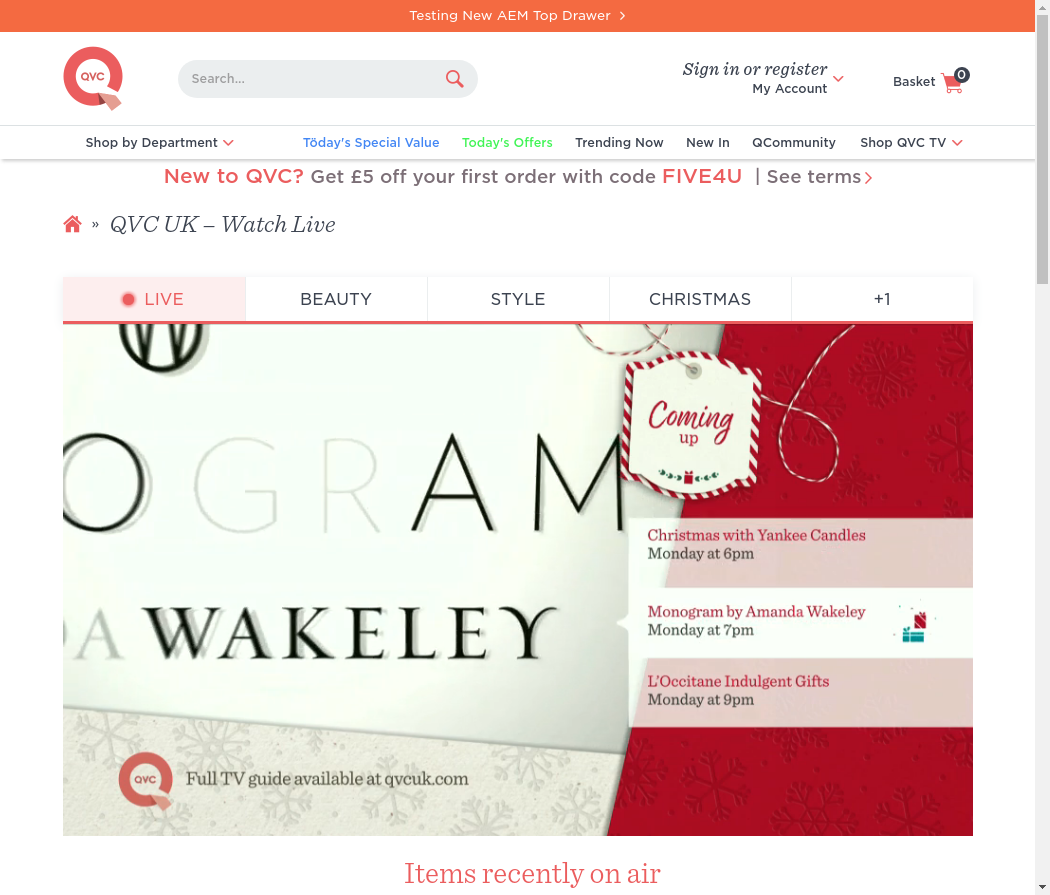 Testing New AEM Top Drawer
QVC
Search...
Sign in or register
My Account
Basket
0
Shop by Department
Töday's Special Value
Today's Offers
Trending Now
New In
QCommunity
Shop QVC TV
New to QVC? Get £5 off your first order with code FIVE4U | See terms
» QVC UK – Watch Live
LIVE
BEAUTY
STYLE
CHRISTMAS
+1
W
OGRAM
A WAKELEY
Coming
up
Christmas with Yankee Candles
Monday at 6pm
Monogram by Amanda Wakeley
Monday at 7pm
L'Occitane Indulgent Gifts
Monday at 9pm
QVC
Full TV guide available at qvcuk.com
Items recently on air